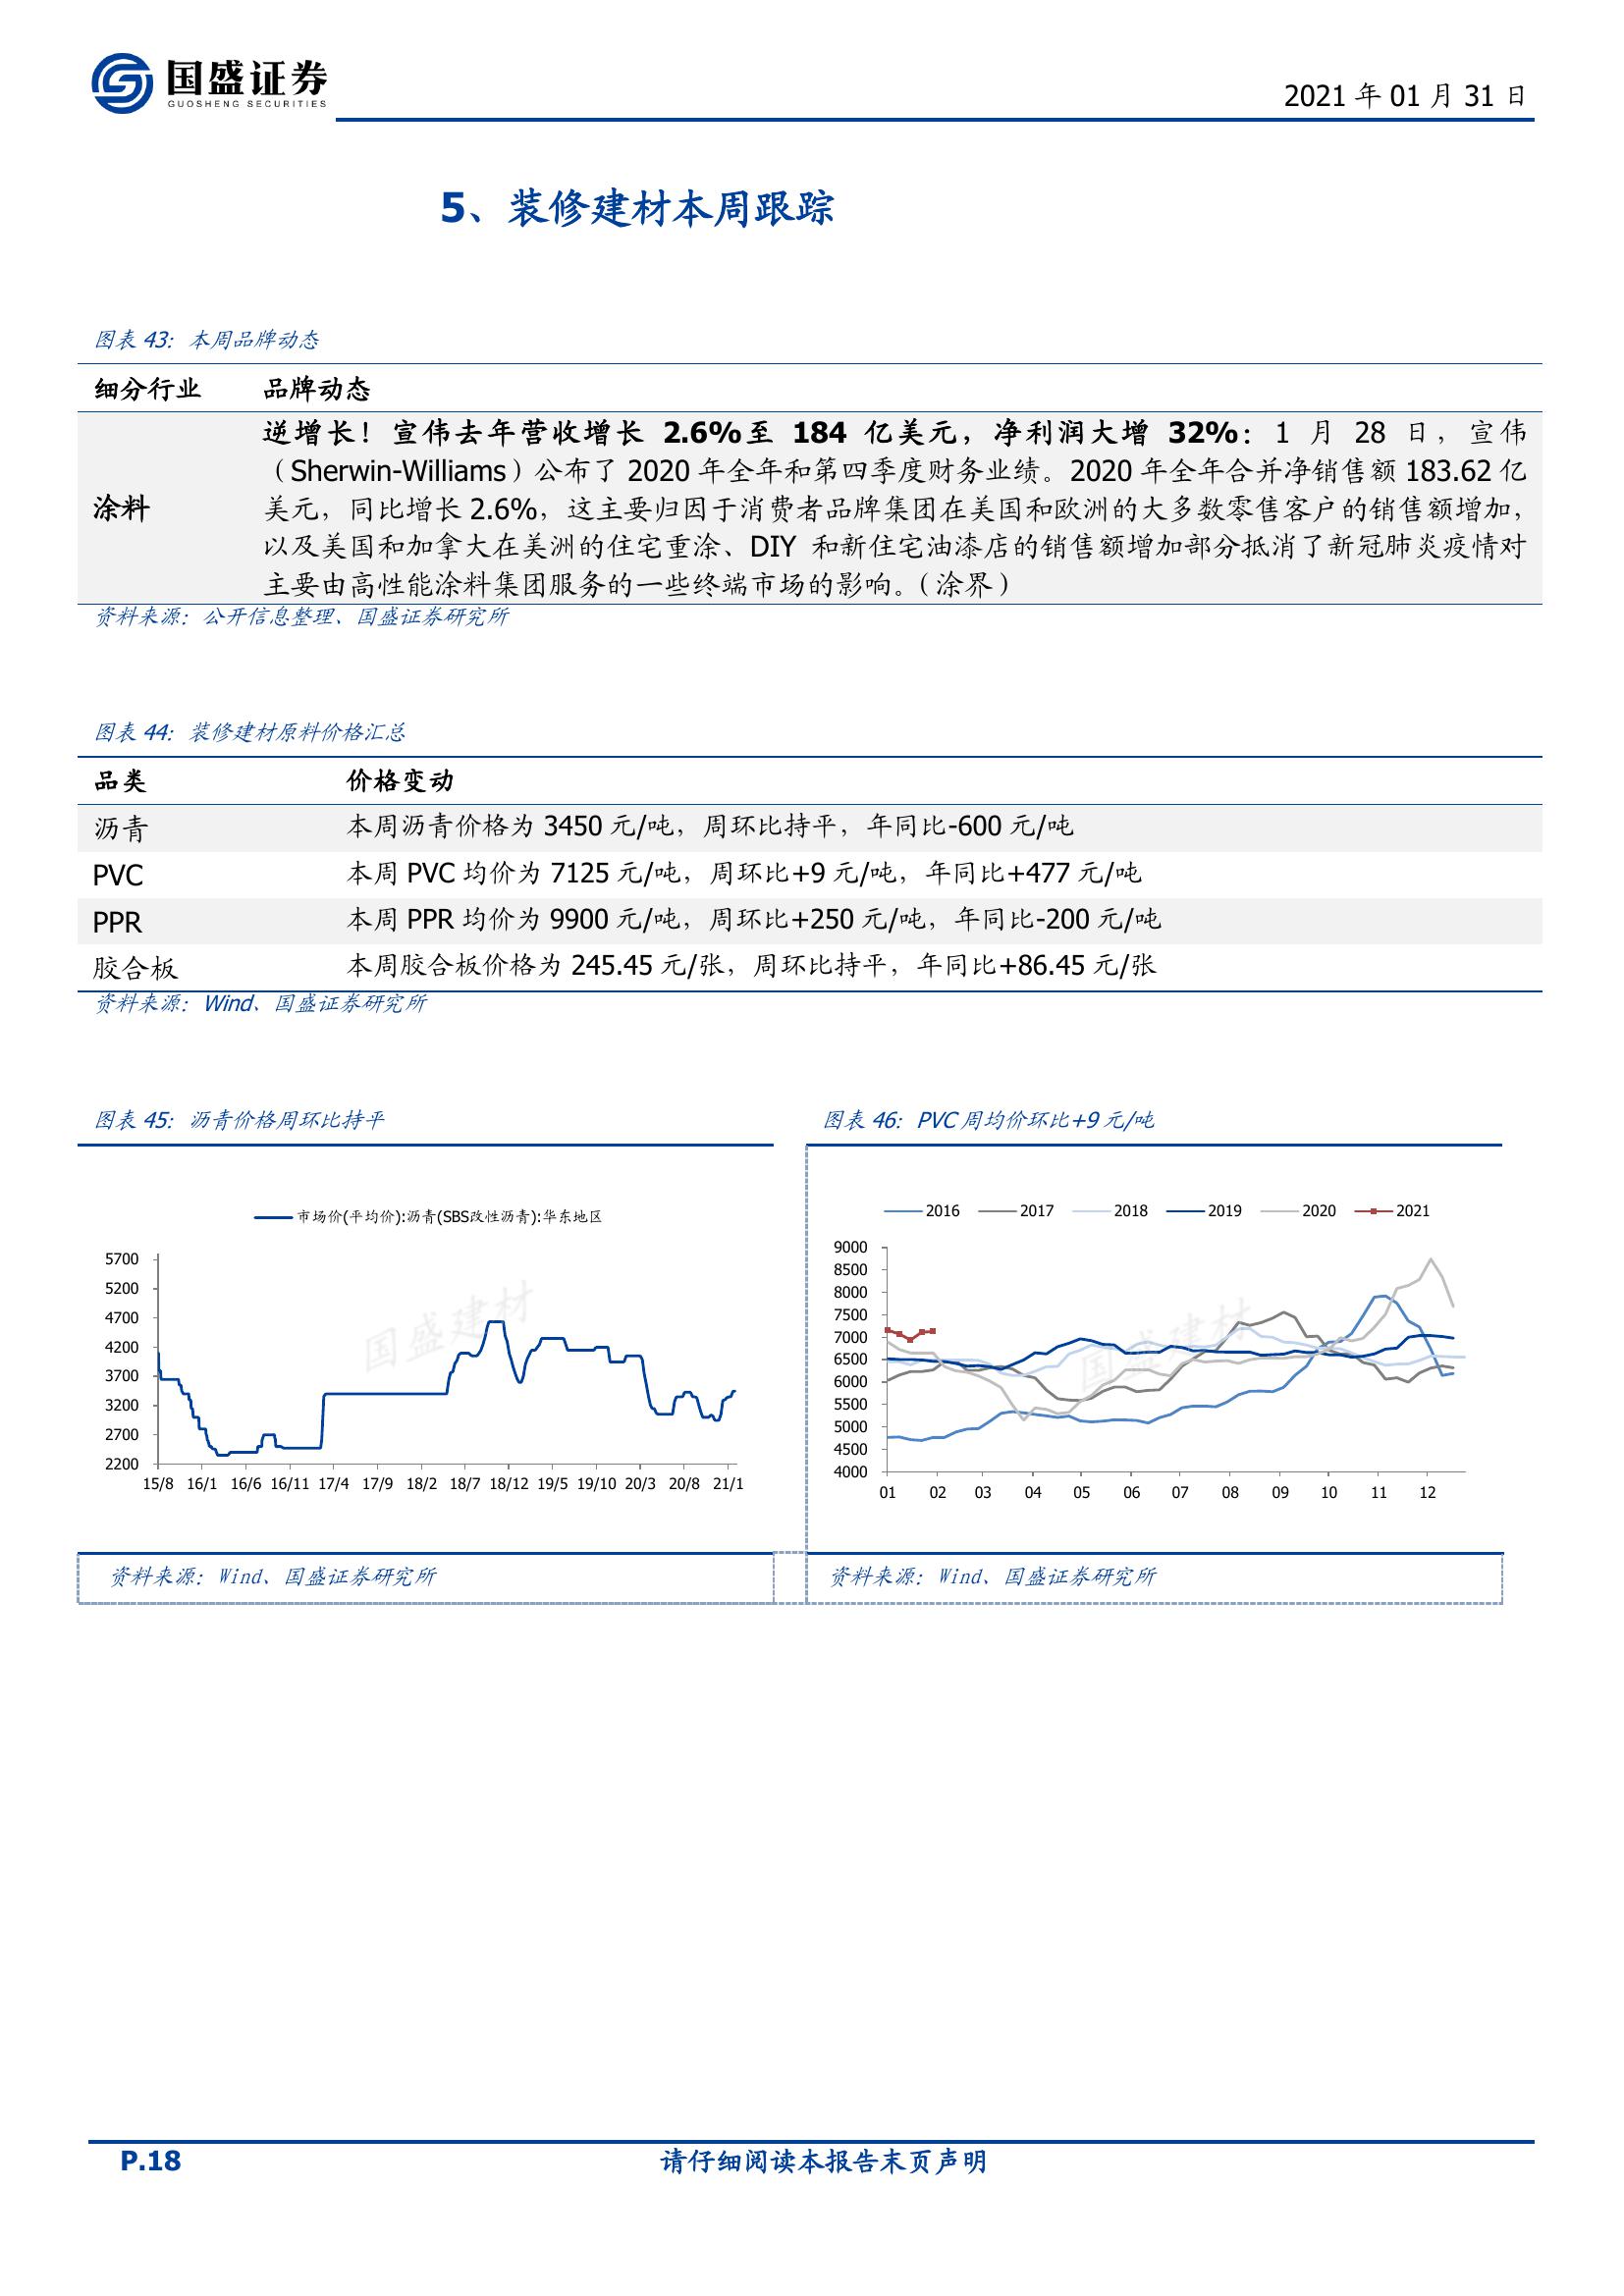 国盛证券
GUOSHENG SECURITIES
2021 年 01 月 31 日
5、装修建材本周跟踪
图表 43：本周品牌动态
细分行业 品牌动态
涂料
逆增长！宣伟去年营收增长 2.6%至 184 亿美元，净利润大增 32%：1 月 28 日，宣伟
（Sherwin-Williams）公布了 2020 年全年和第四季度财务业绩。2020 年全年合并净销售额 183.62 亿
美元，同比增长 2.6%，这主要归因于消费者品牌集团在美国和欧洲的大多数零售客户的销售额增加，
以及美国和加拿大在美洲的住宅重涂、DIY 和新住宅油漆店的销售额增加部分抵消了新冠肺炎疫情对
主要由高性能涂料集团服务的一些终端市场的影响。（涂界）
资料来源：公开信息整理、国盛证券研究所
图表 44：装修建材原料价格汇总
品类 价格变动
沥青 本周沥青价格为 3450 元/吨，周环比持平，年同比-600 元/吨
PVC 本周 PVC 均价为 7125 元/吨，周环比+9 元/吨，年同比+477 元/吨
PPR 本周 PPR 均价为 9900 元/吨，周环比+250 元/吨，年同比-200 元/吨
胶合板 本周胶合板价格为 245.45 元/张，周环比持平，年同比+86.45 元/张
资料来源：Wind、国盛证券研究所
图表 45：沥青价格周环比持平
市场价(平均价):沥青(SBS改性沥青):华东地区
5700
5200
4700
4200
3700
3200
2700
2200
15/8 16/1 16/6 16/11 17/4 17/9 18/2 18/7 18/12 19/5 19/10 20/3 20/8 21/1
国盛建材
资料来源：Wind、国盛证券研究所
图表 46：PVC 周均价环比+9 元/吨
2016 2017 2018 2019 2020 2021
9000
8500
8000
7500
7000
6500
6000
5500
5000
4500
4000
01 02 03 04 05 06 07 08 09 10 11 12
国盛建材
资料来源：Wind、国盛证券研究所
P.18 请仔细阅读本报告末页声明